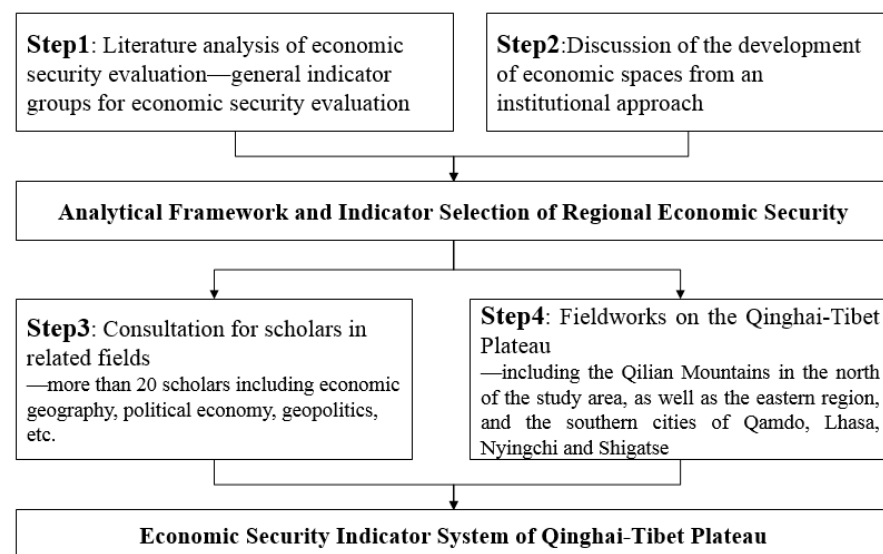 Step1: Literature analysis of economic
security evaluation—general indicator
groups for economic security evaluation
Step2:Discussion of the development
of economic spaces from an
institutional approach
Analytical Framework and Indicator Selection of Regional Economic Security
Step3: Consultation for scholars in
related fields
—more than 20 scholars including economic
geography, political economy, geopolitics,
etc.
Step4: Fieldworks on the Qinghai-Tibet
Plateau
—including the Qilian Mountains in the north
of the study area, as well as the eastern region,
and the southern cities of Qamdo, Lhasa,
Nyingchi and Shigatse
Economic Security Indicator System of Qinghai-Tibet Plateau